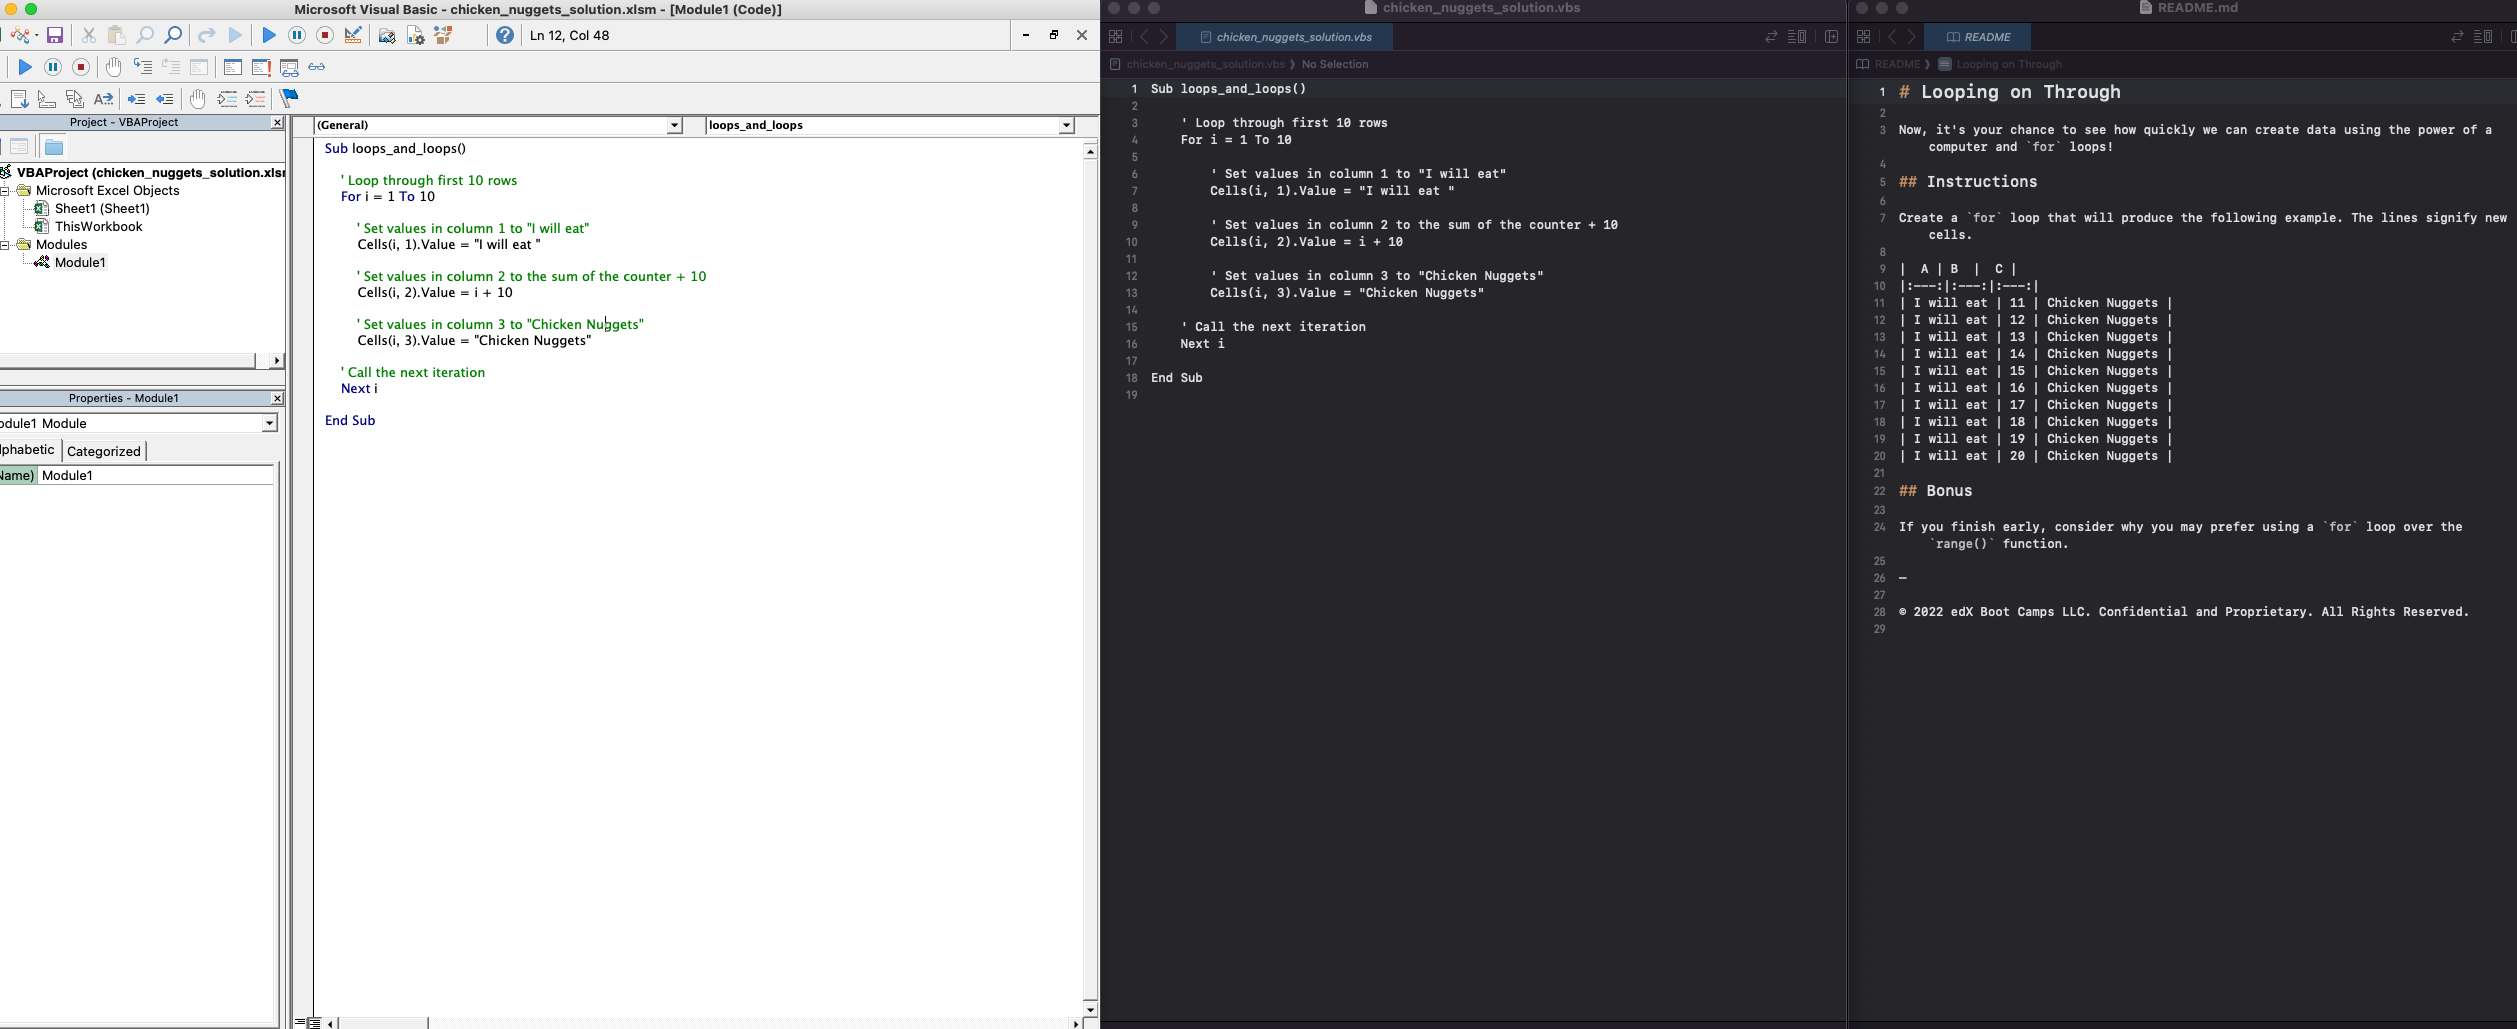 Microsoft Visual Basic - chicken_nuggets_solution.xlsm - [Module1 (Code)]
Ln 12, Col 48
Project - VBAProject
VBAProject (chicken_nuggets_solution.xlsm
Microsoft Excel Objects
Sheet1 (Sheet1)
ThisWorkbook
Modules
Module1
Properties - Module1
odule1 Module
lphabetic
Categorized
Name)
Module1
(General)
loops_and_loops
Sub loops_and_loops()
' Loop through first 10 rows
For i = 1 To 10
' Set values in column 1 to "I will eat"
Cells(i, 1).Value = "I will eat "
' Set values in column 2 to the sum of the counter + 10
Cells(i, 2).Value = i + 10
' Set values in column 3 to "Chicken Nuggets"
Cells(i, 3).Value = "Chicken Nuggets"
' Call the next iteration
Next i
End Sub
chicken_nuggets_solution.vbs
chicken_nuggets_solution.vbs
chicken_nuggets_solution.vbs ⟩ No Selection
1 Sub loops_and_loops()
2
3 ' Loop through first 10 rows
4 For i = 1 To 10
5
6 ' Set values in column 1 to "I will eat"
7 Cells(i, 1).Value = "I will eat "
8
9 ' Set values in column 2 to the sum of the counter + 10
10 Cells(i, 2).Value = i + 10
11
12 ' Set values in column 3 to "Chicken Nuggets"
13 Cells(i, 3).Value = "Chicken Nuggets"
14
15 ' Call the next iteration
16 Next i
17
18 End Sub
19
README.md
README
README ⟩ Looping on Through
1 # Looping on Through
2
3 Now, it's your chance to see how quickly we can create data using the power of a
computer and `for` loops!
4
5 ## Instructions
6
7 Create a `for` loop that will produce the following example. The lines signify new
cells.
8
9 |  A | B  |  C |
10 |:---:|:---:|:---:|
11 | I will eat | 11 | Chicken Nuggets |
12 | I will eat | 12 | Chicken Nuggets |
13 | I will eat | 13 | Chicken Nuggets |
14 | I will eat | 14 | Chicken Nuggets |
15 | I will eat | 15 | Chicken Nuggets |
16 | I will eat | 16 | Chicken Nuggets |
17 | I will eat | 17 | Chicken Nuggets |
18 | I will eat | 18 | Chicken Nuggets |
19 | I will eat | 19 | Chicken Nuggets |
20 | I will eat | 20 | Chicken Nuggets |
21
22 ## Bonus
23
24 If you finish early, consider why you may prefer using a `for` loop over the
`range()` function.
25
26 —
27
28 © 2022 edX Boot Camps LLC. Confidential and Proprietary. All Rights Reserved.
29